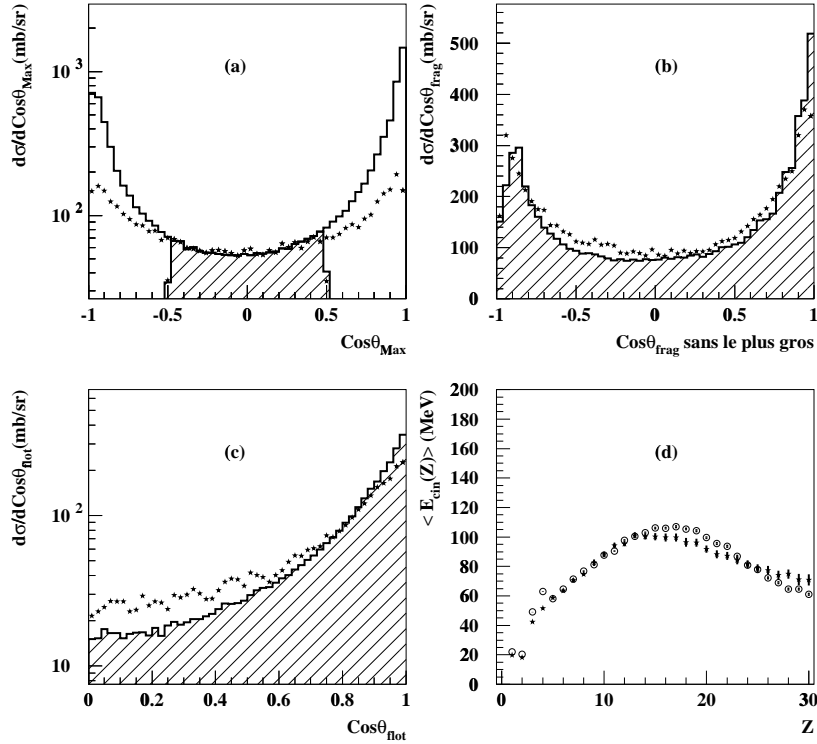 dσ/dCosθMax(mb/sr)
(a)
10³
10²
-1 -0.5 0 0.5 1
CosθMax
dσ/dCosθfrag(mb/sr)
(b)
500
400
300
200
100
0
-1 -0.5 0 0.5 1
Cosθfrag sans le plus gros
dσ/dCosθflot(mb/sr)
(c)
10²
10
0 0.2 0.4 0.6 0.8 1
Cosθflot
< Ecin(Z)> (MeV)
(d)
200
180
160
140
120
100
80
60
40
20
0
0 10 20 30
Z